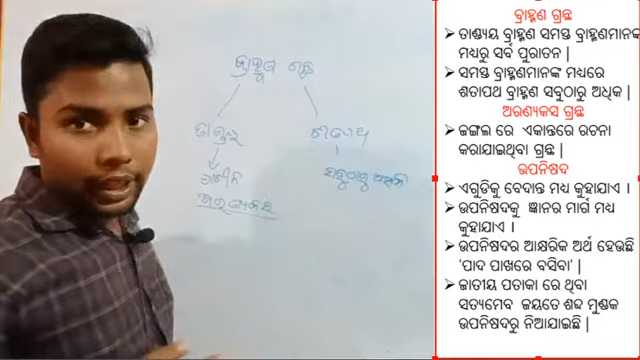 ବ୍ରାହ୍ମଣ ଗ୍ରନ୍ଥ
ପ୍ରାଚୀନ
ବ୍ରାହ୍ମଣ ଗ୍ରନ୍ଥ
ତାଣ୍ଡ୍ୟୟ ବ୍ରାହ୍ମଣ ସମସ୍ତ ବ୍ରାହ୍ମଣମାନଙ୍କ
ମଧ୍ୟରୁ ସର୍ବ ପୁରାତନ |
ସମସ୍ତ ବ୍ରାହ୍ମଣମାନଙ୍କ ମଧ୍ୟରେ
ଶତାପଥ ବ୍ରାହ୍ମଣ ସବୁଠାରୁ ଅଧିକ |
ଅରଣ୍ୟକସ ଗ୍ରନ୍ଥ
ଜଙ୍ଗଲ ରେ ଏକାନ୍ତରେ ରଚନା
କରାଯାଇଥିବା ଗ୍ରନ୍ଥ |
ଉପନିଷଦ
ଏଗୁଡିକୁ ବେଦାନ୍ତ ମଧ୍ୟ କୁହାଯାଏ ।
ଉପନିଷଦକୁ ଜ୍ଞାନର ମାର୍ଗ ମଧ୍ୟ
କୁହାଯାଏ ।
ଉପନିଷଦର ଆକ୍ଷରିକ ଅର୍ଥ ହେଉଛି
'ପାଦ ପାଖରେ ବସିବା' |
ଜାତୀୟ ପତାକା ରେ ଥିବା
ସତ୍ୟମେବ ଜୟତେ ଶବ୍ଦ ମୁଣ୍ଡକ
ଉପନିଷଦରୁ ନିଆଯାଇଛି |